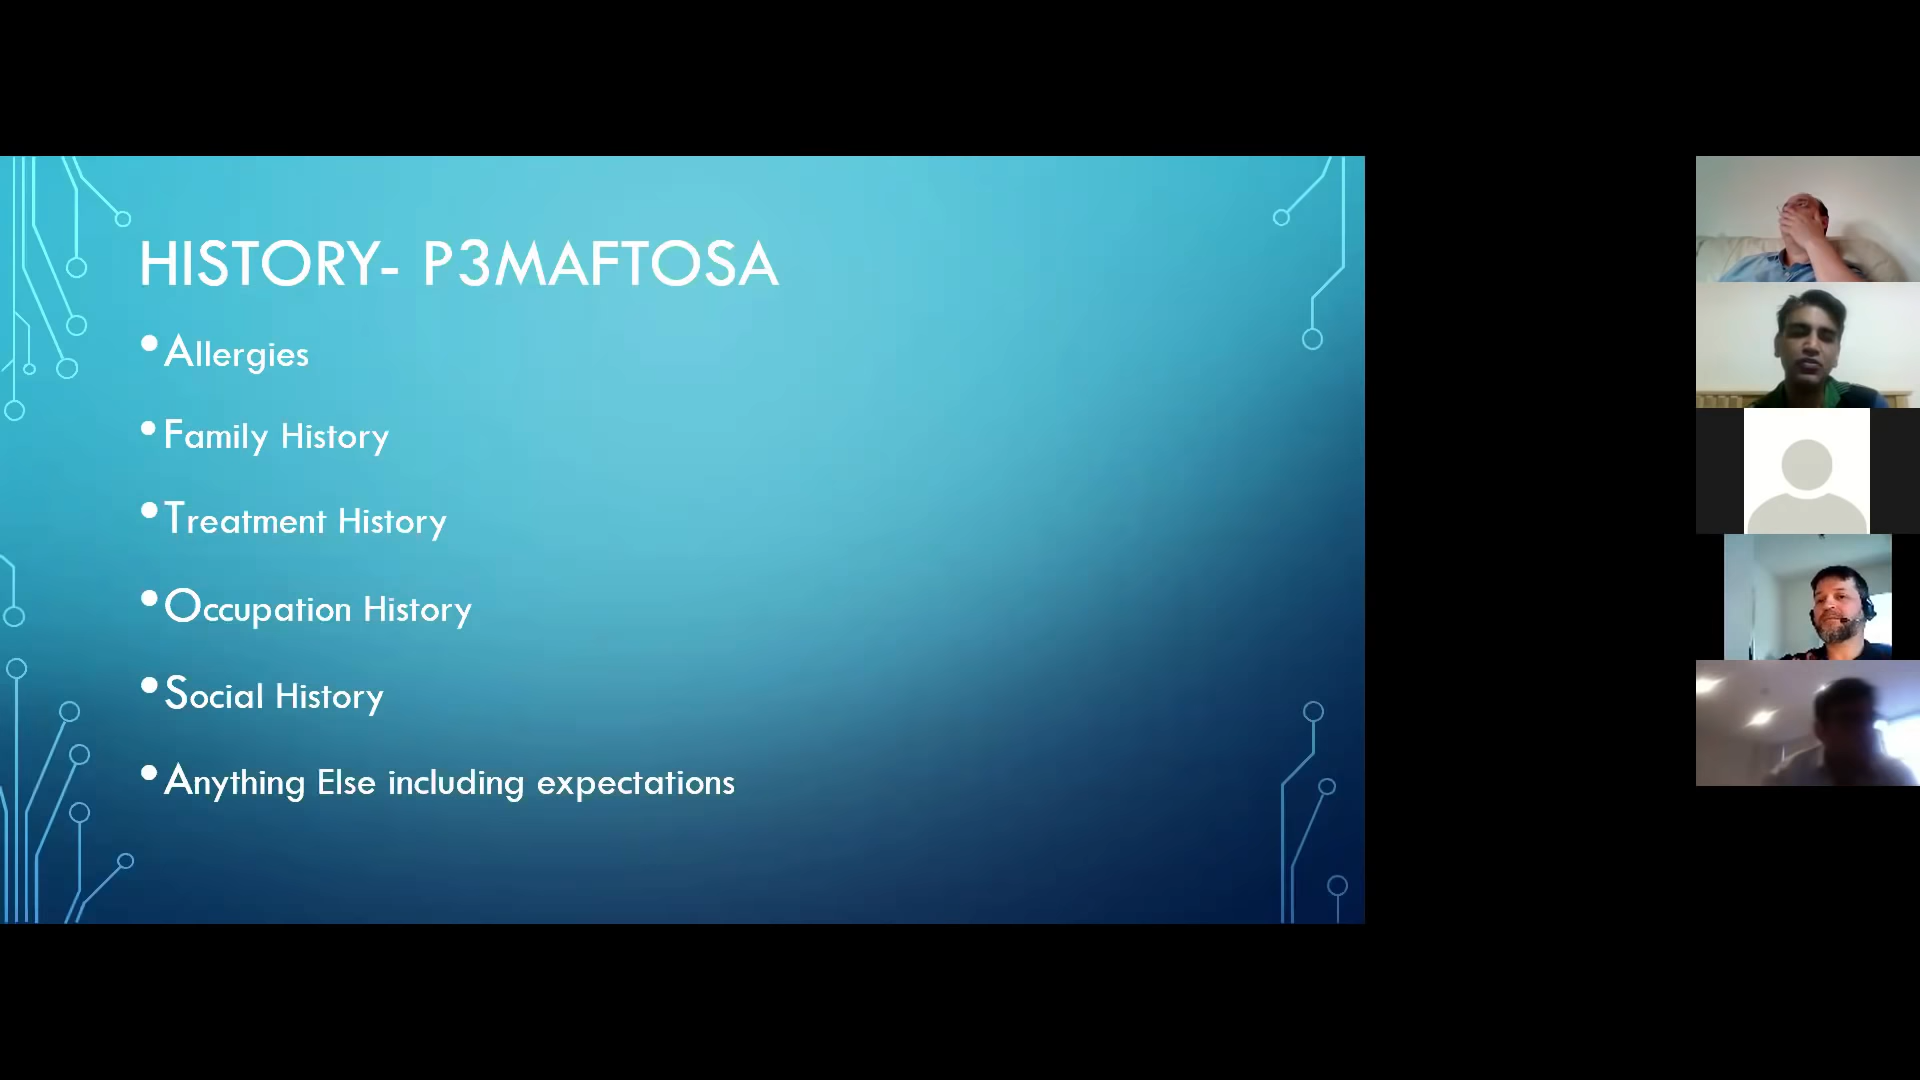 HISTORY- P3MAFTOSA
•Allergies
•Family History
•Treatment History
•Occupation History
•Social History
•Anything Else including expectations